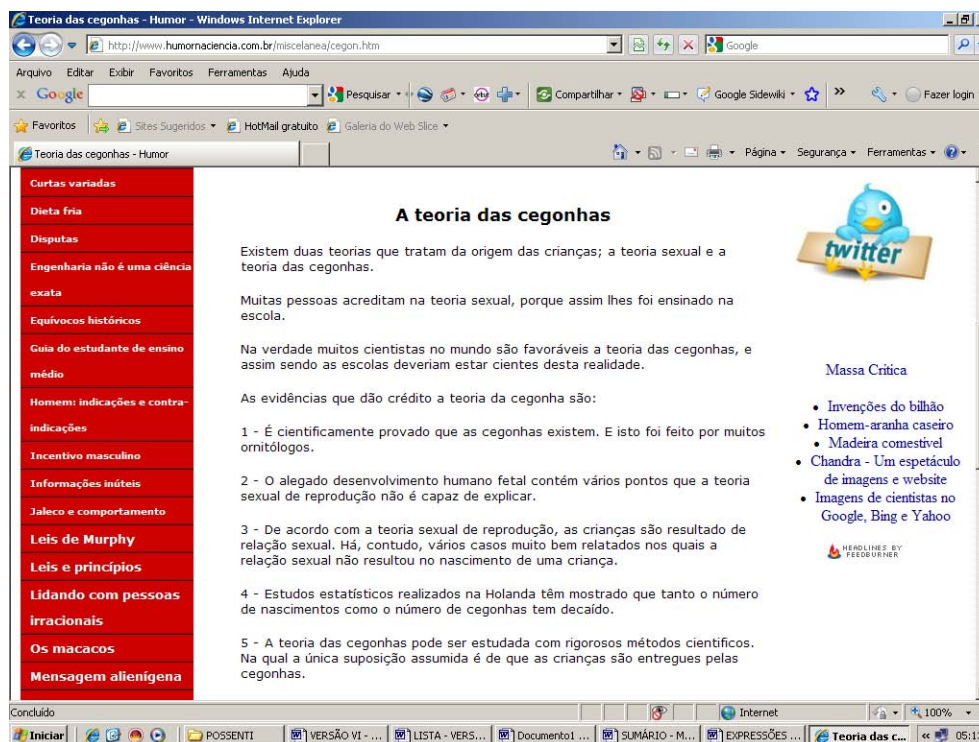 Teoria das cegonhas - Humor - Windows Internet Explorer
http://www.humornaciencia.com.br/miscelanea/cegon.htm
Google
Arquivo Editar Exibir Favoritos Ferramentas Ajuda
Google
Pesquisar
Compartilhar
Google Sidewiki
Fazer login
Favoritos
Sites Sugeridos
HotMail gratuito
Galeria do Web Slice
Teoria das cegonhas - Humor
Página
Segurança
Ferramentas
Curtas variadas
Dieta fria
Disputas
Engenharia não é uma ciência
exata
Equívocos históricos
Guia do estudante de ensino
médio
Homem: indicações e contra-
indicações
Incentivo masculino
Informações inúteis
Jaleco e comportamento
Leis de Murphy
Leis e princípios
Lidando com pessoas
irracionais
Os macacos
Mensagem alienígena
A teoria das cegonhas
Existem duas teorias que tratam da origem das crianças; a teoria sexual e a
teoria das cegonhas.
Muitas pessoas acreditam na teoria sexual, porque assim lhes foi ensinado na
escola.
Na verdade muitos cientistas no mundo são favoráveis a teoria das cegonhas, e
assim sendo as escolas deveriam estar cientes desta realidade.
As evidências que dão crédito a teoria da cegonha são:
1 - É cientificamente provado que as cegonhas existem. E isto foi feito por muitos
ornitólogos.
2 - O alegado desenvolvimento humano fetal contém vários pontos que a teoria
sexual de reprodução não é capaz de explicar.
3 - De acordo com a teoria sexual de reprodução, as crianças são resultado de
relação sexual. Há, contudo, vários casos muito bem relatados nos quais a
relação sexual não resultou no nascimento de uma criança.
4 - Estudos estatísticos realizados na Holanda têm mostrado que tanto o número
de nascimentos como o número de cegonhas tem decaído.
5 - A teoria das cegonhas pode ser estudada com rigorosos métodos cientificos.
Na qual a única suposição assumida é de que as crianças são entregues pelas
cegonhas.
twitter
Massa Critica
Invenções do bilhão
Homem-aranha caseiro
Madeira comestível
Chandra - Um espetáculo
de imagens e website
Imagens de cientistas no
Google, Bing e Yahoo
HEADLINES BY
FEEDBURNER
Concluído
Internet
100%
Iniciar
POSSENTI
VERSÃO VI - ...
LISTA - VERS...
Documento1 ...
SUMÁRIO - M...
EXPRESSÕES ...
Teoria das c...